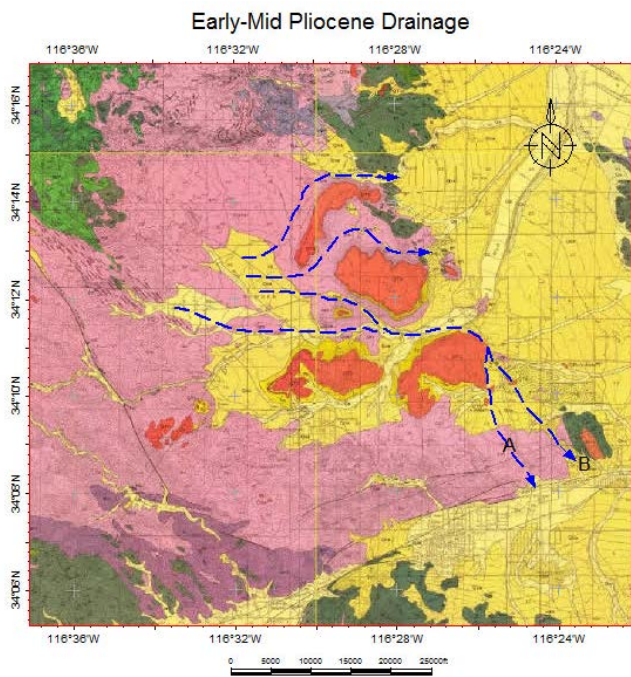 Early-Mid Pliocene Drainage
116°36'W 116°32'W 116°28'W 116°24'W
34°16'N
34°14'N
34°12'N
34°10'N
34°08'N
34°06'N
N
A
B
116°36'W 116°32'W 116°28'W 116°24'W
0 5000 10000 15000 20000 25000ft